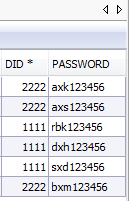 DID * PASSWORD
2222 axk123456
2222 axs123456
1111 rbk123456
1111 dxh123456
1111 sxd123456
2222 bxm123456